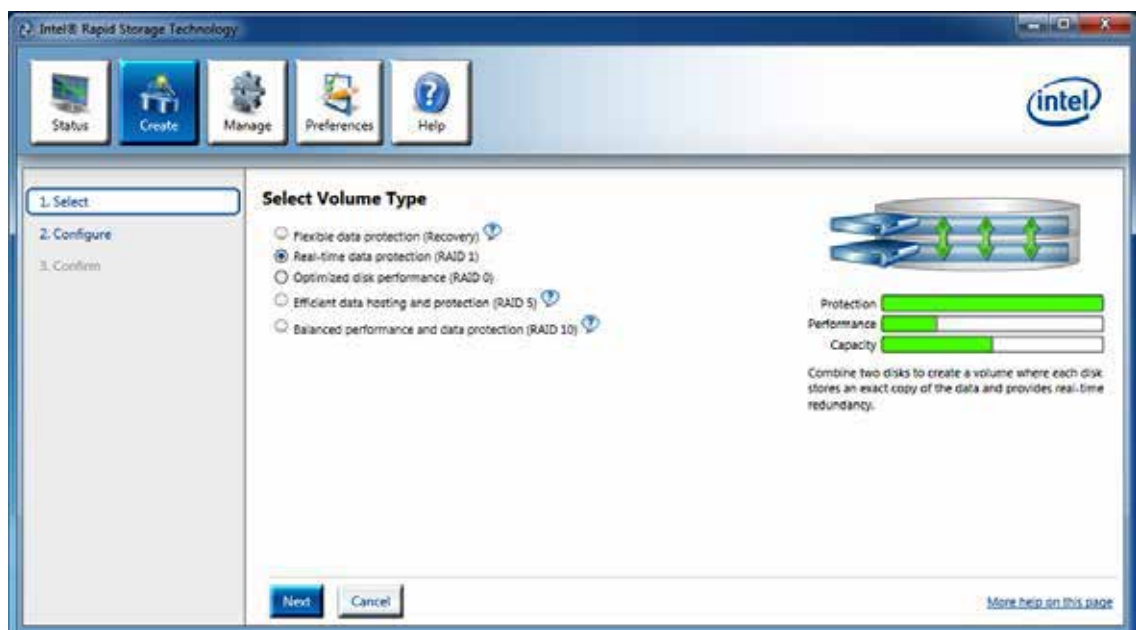 Intel® Rapid Storage Technology
Status
Create
Manage
Preferences
Help
intel
1. Select
2. Configure
3. Confirm
Select Volume Type
Flexible data protection (Recovery)
Real-time data protection (RAID 1)
Optimized disk performance (RAID 0)
Efficient data hosting and protection (RAID 5)
Balanced performance and data protection (RAID 10)
Protection
Performance
Capacity
Combine two disks to create a volume where each disk
stores an exact copy of the data and provides real-time
redundancy.
Next
Cancel
More help on this page